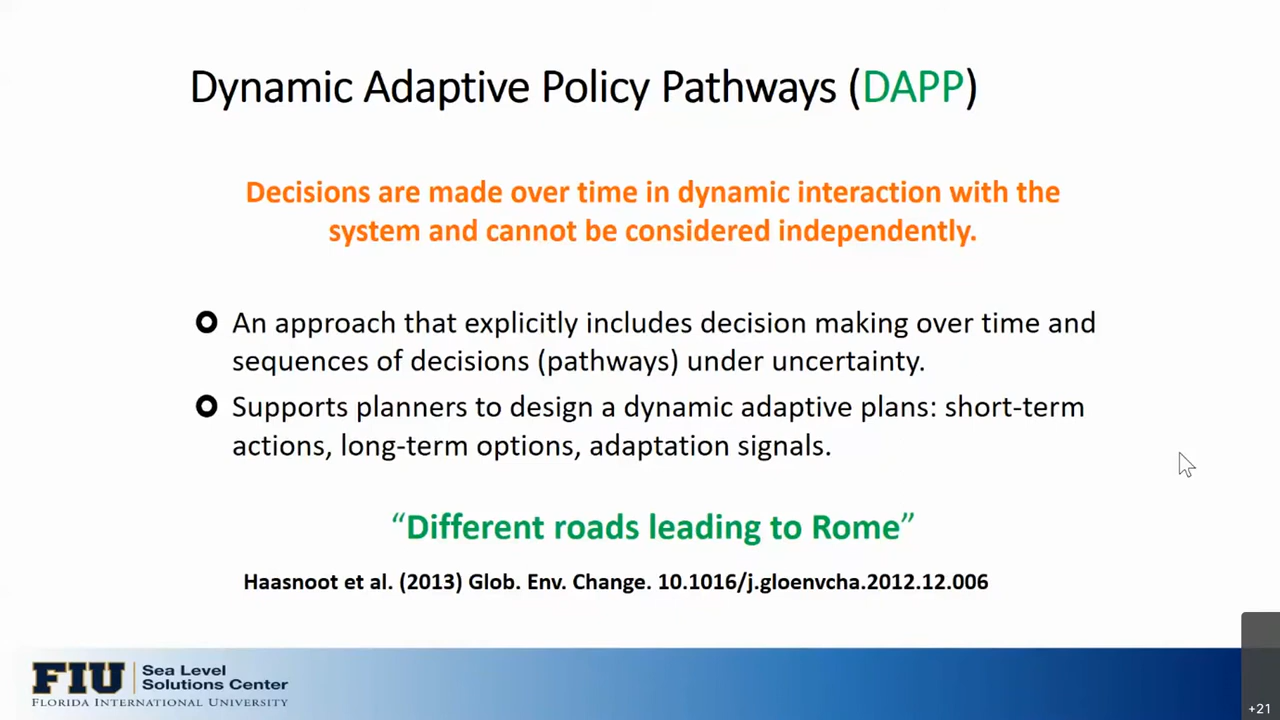 Dynamic Adaptive Policy Pathways (DAPP)
Decisions are made over time in dynamic interaction with the
system and cannot be considered independently.
An approach that explicitly includes decision making over time and
sequences of decisions (pathways) under uncertainty.
Supports planners to design a dynamic adaptive plans: short-term
actions, long-term options, adaptation signals.
“Different roads leading to Rome”
Haasnoot et al. (2013) Glob. Env. Change. 10.1016/j.gloenvcha.2012.12.006
FIU
Sea Level
Solutions Center
FLORIDA INTERNATIONAL UNIVERSITY
+21